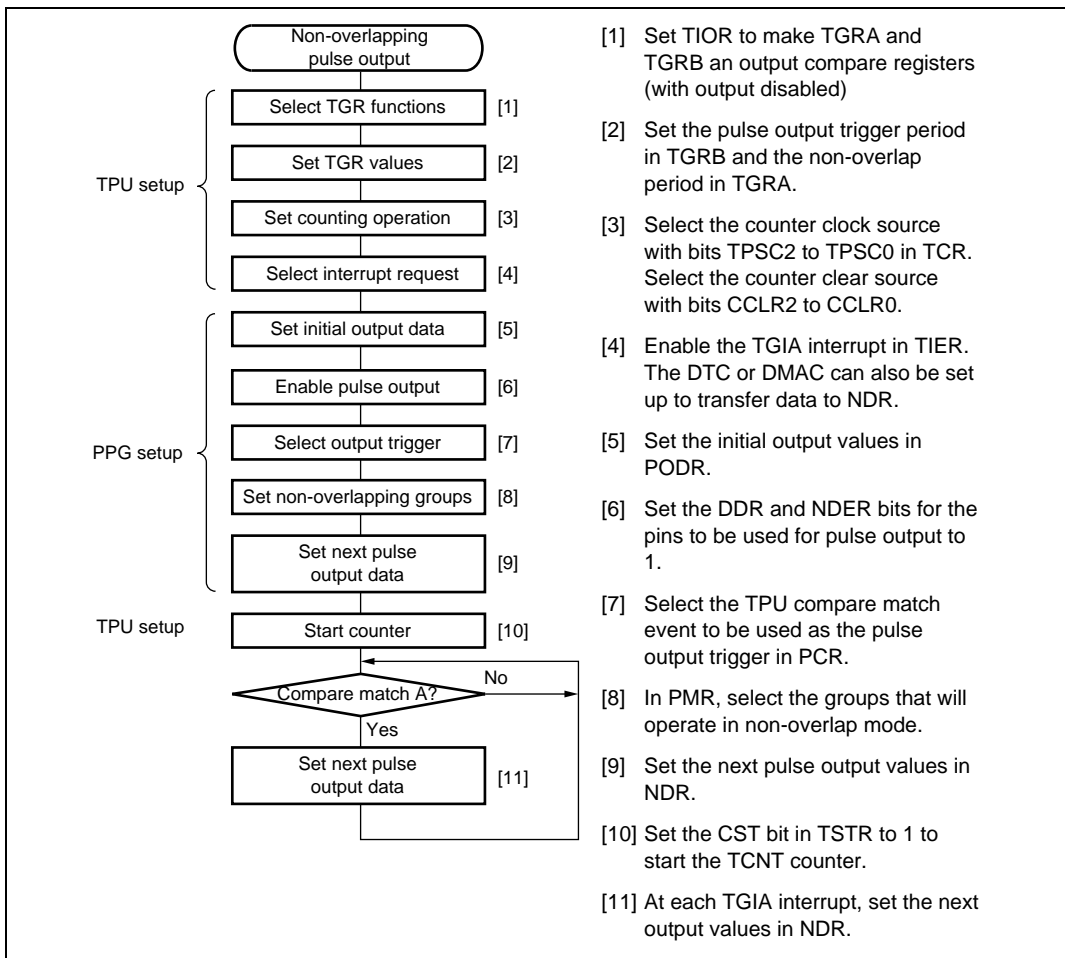 Non-overlapping
pulse output
Select TGR functions [1]
Set TGR values [2]
TPU setup
Set counting operation [3]
Select interrupt request [4]
Set initial output data [5]
Enable pulse output [6]
Select output trigger [7]
PPG setup
Set non-overlapping groups [8]
Set next pulse
output data
[9]
TPU setup
Start counter [10]
Compare match A?
No
Yes
Set next pulse
output data
[11]
[1] Set TIOR to make TGRA and
TGRB an output compare registers
(with output disabled)
[2] Set the pulse output trigger period
in TGRB and the non-overlap
period in TGRA.
[3] Select the counter clock source
with bits TPSC2 to TPSC0 in TCR.
Select the counter clear source
with bits CCLR2 to CCLR0.
[4] Enable the TGIA interrupt in TIER.
The DTC or DMAC can also be set
up to transfer data to NDR.
[5] Set the initial output values in
PODR.
[6] Set the DDR and NDER bits for the
pins to be used for pulse output to
1.
[7] Select the TPU compare match
event to be used as the pulse
output trigger in PCR.
[8] In PMR, select the groups that will
operate in non-overlap mode.
[9] Set the next pulse output values in
NDR.
[10] Set the CST bit in TSTR to 1 to
start the TCNT counter.
[11] At each TGIA interrupt, set the next
output values in NDR.